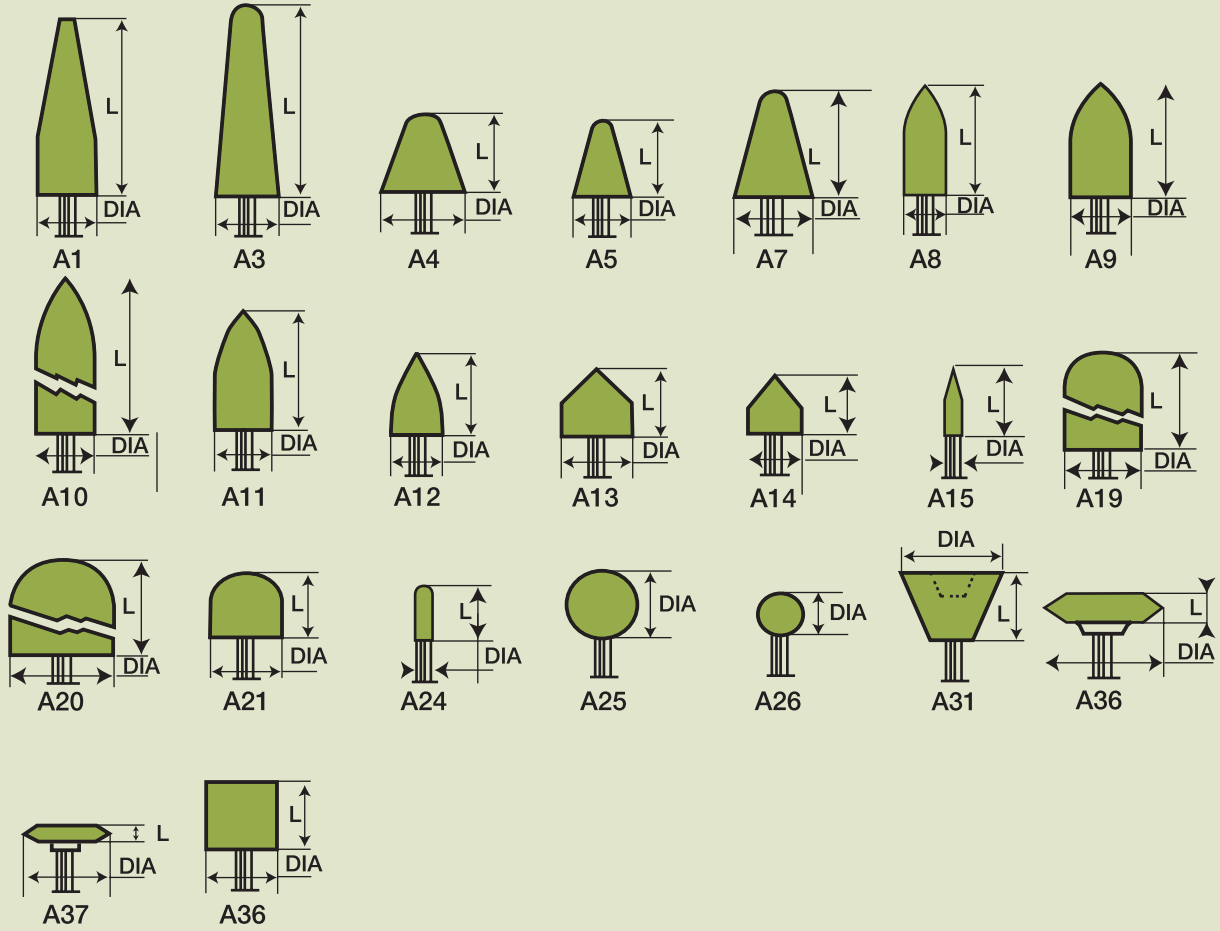 L L L L L L L
DIA DIA DIA DIA DIA DIA DIA
A1 A3 A4 A5 A7 A8 A9
L L L L L L L
DIA DIA DIA DIA DIA DIA DIA
A10 A11 A12 A13 A14 A15 A19
DIA
L L L DIA DIA L L
DIA DIA DIA DIA
A20 A21 A24 A25 A26 A31 A36
L L
DIA DIA
A37 A36